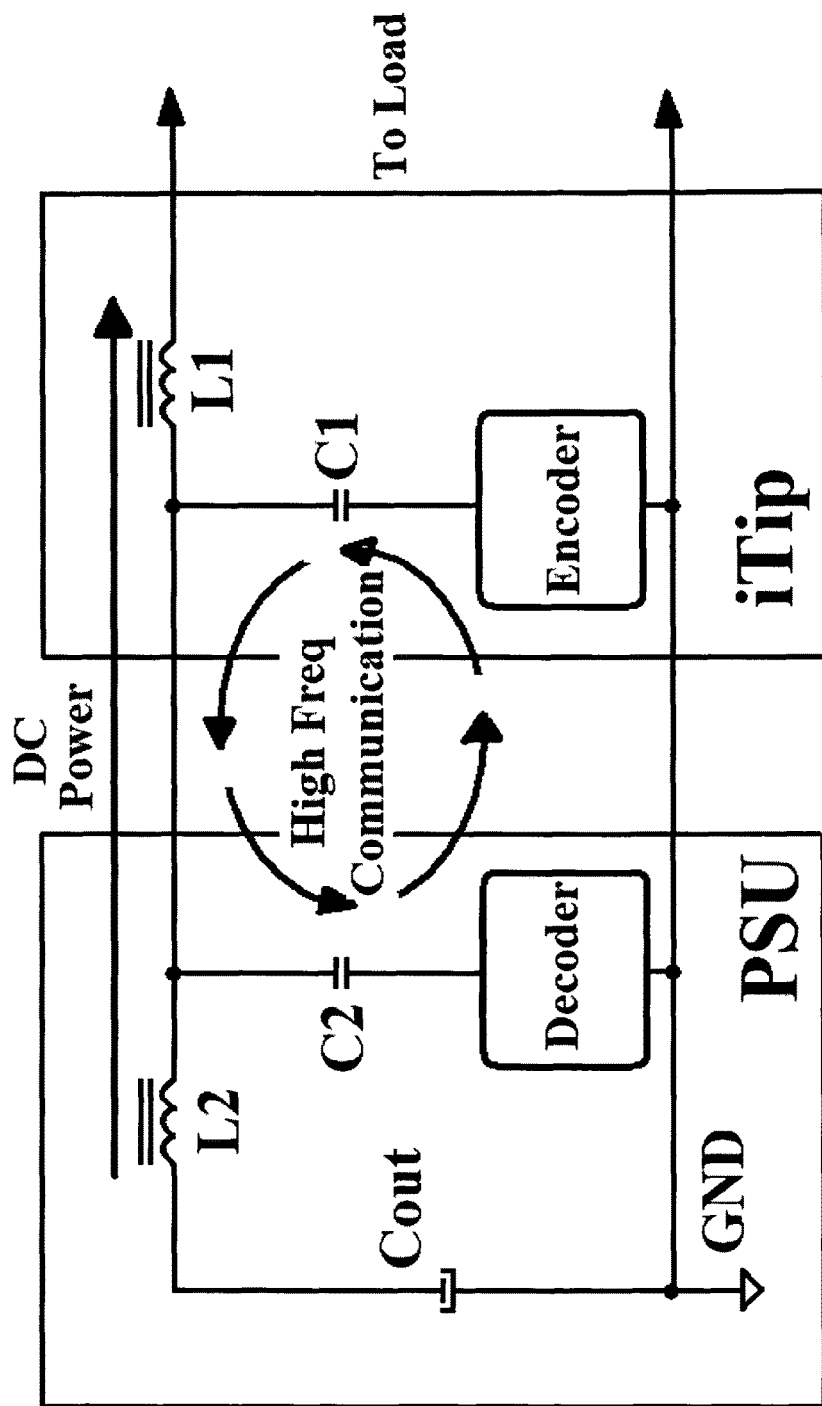 DC
Power
To Load
L2
L1
C2
C1
High Freq
Communication
Cout
Decoder
Encoder
GND
PSU
iTip